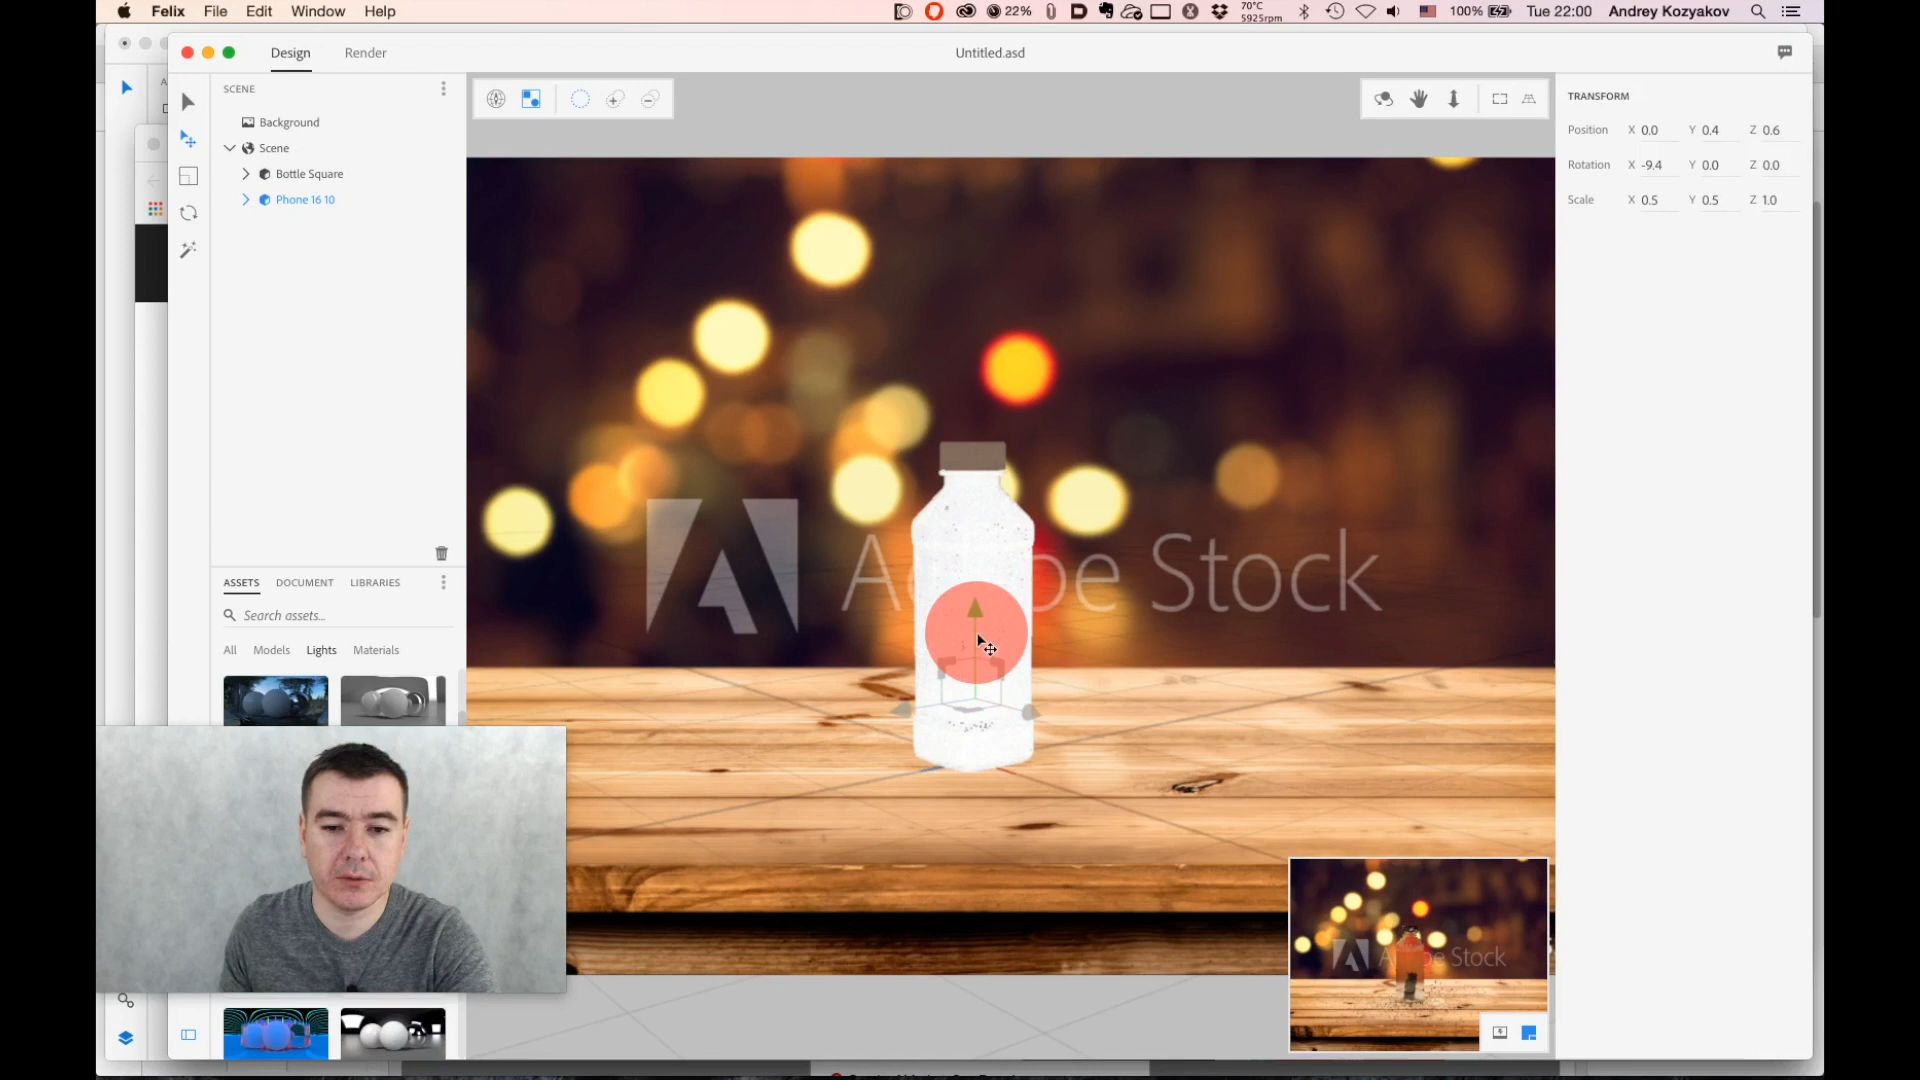 Felix File Edit Window Help
22% 70°C 5925rpm 100% Tue 22:00 Andrey Kozyakov
Design Render Untitled.asd
SCENE
Background
Scene
Bottle Square
Phone 16 10
TRANSFORM
Position X 0.0 Y 0.4 Z 0.6
Rotation X -9.4 Y 0.0 Z 0.0
Scale X 0.5 Y 0.5 Z 1.0
ASSETS DOCUMENT LIBRARIES
Search assets...
All Models Lights Materials
Stock
Stock